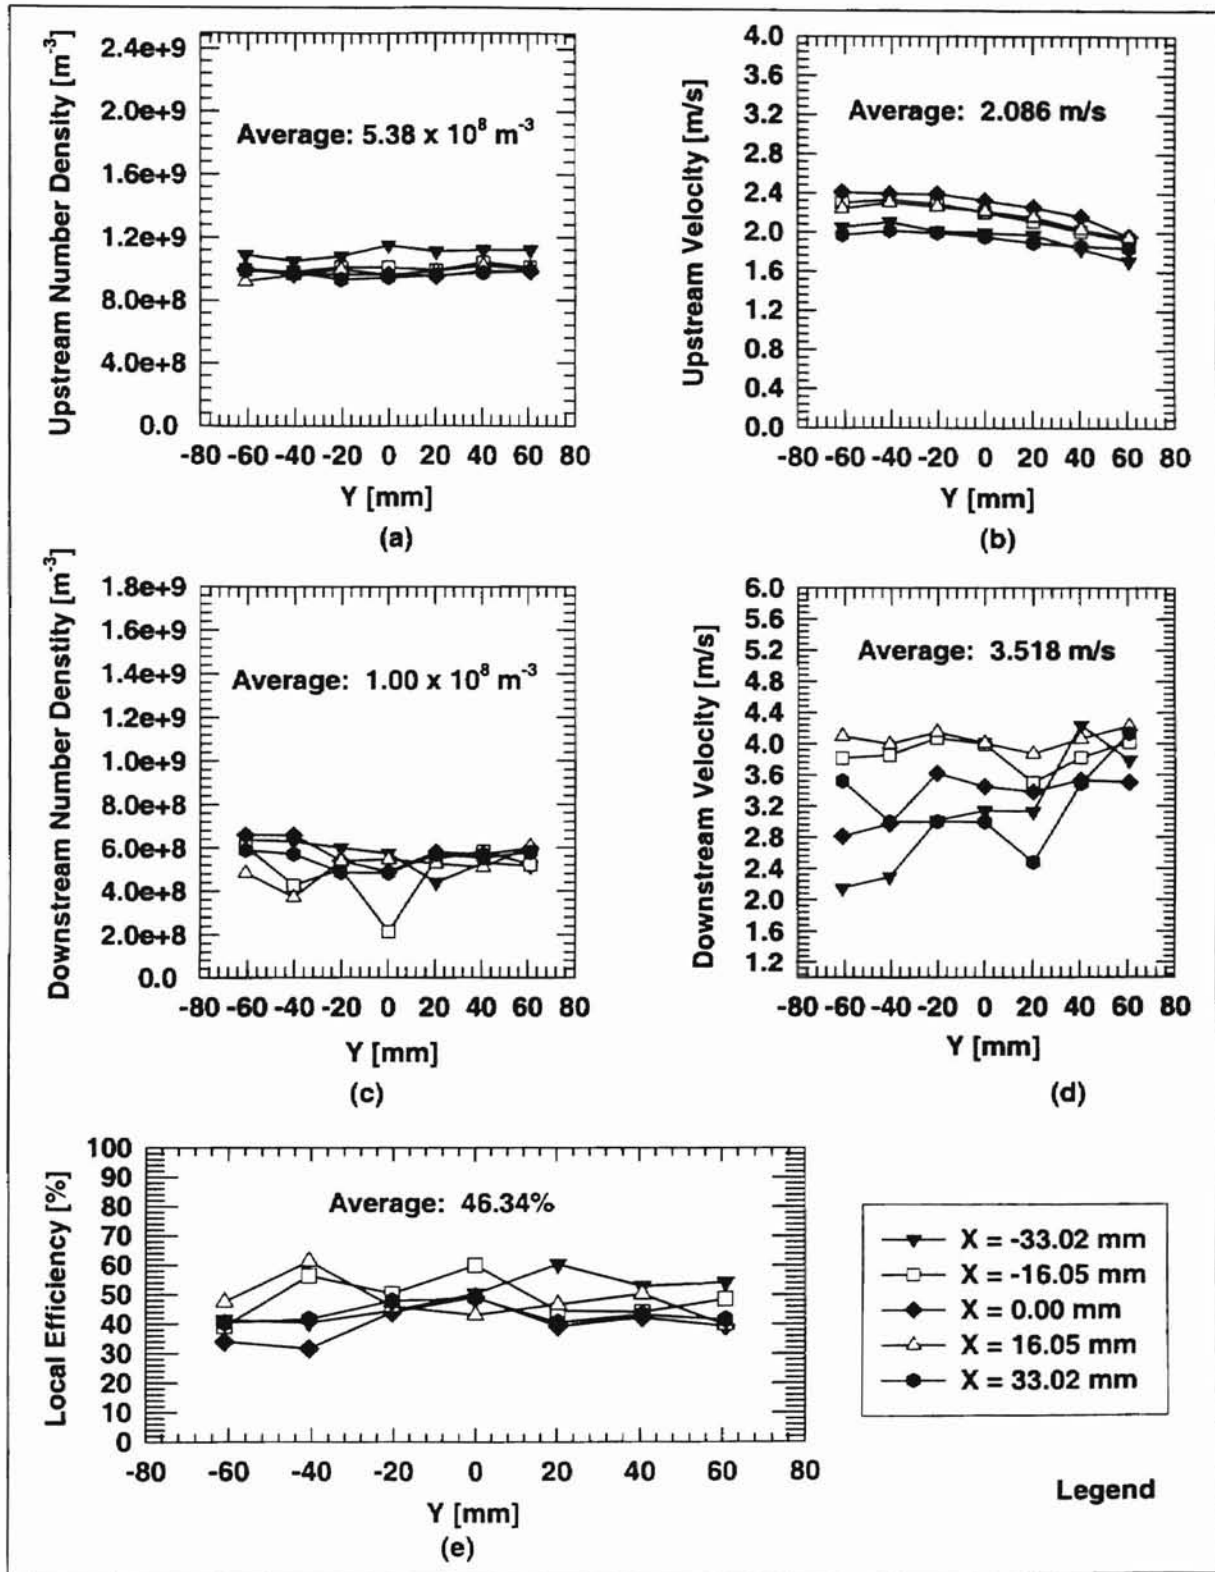 Upstream Number Density [m-3]
2.4e+9
2.0e+9
1.6e+9
1.2e+9
8.0e+8
4.0e+8
0.0
Average: 5.38 x 10^8 m^-3
-80 -60 -40 -20 0 20 40 60 80
Y [mm]
(a)
Upstream Velocity [m/s]
4.0
3.6
3.2
2.8
2.4
2.0
1.6
1.2
0.8
0.4
0.0
Average: 2.086 m/s
-80 -60 -40 -20 0 20 40 60 80
Y [mm]
(b)
Downstream Number Denstity [m-3]
1.8e+9
1.6e+9
1.4e+9
1.2e+9
1.0e+9
8.0e+8
6.0e+8
4.0e+8
2.0e+8
0.0
Average: 1.00 x 10^8 m^-3
-80 -60 -40 -20 0 20 40 60 80
Y [mm]
(c)
Downstream Velocity [m/s]
6.0
5.6
5.2
4.8
4.4
4.0
3.6
3.2
2.8
2.4
2.0
1.6
1.2
Average: 3.518 m/s
-80 -60 -40 -20 0 20 40 60 80
Y [mm]
(d)
Local Efficiency [%]
100
90
80
70
60
50
40
30
20
10
0
Average: 46.34%
-80 -60 -40 -20 0 20 40 60 80
Y [mm]
(e)
X = -33.02 mm
X = -16.05 mm
X = 0.00 mm
X = 16.05 mm
X = 33.02 mm
Legend